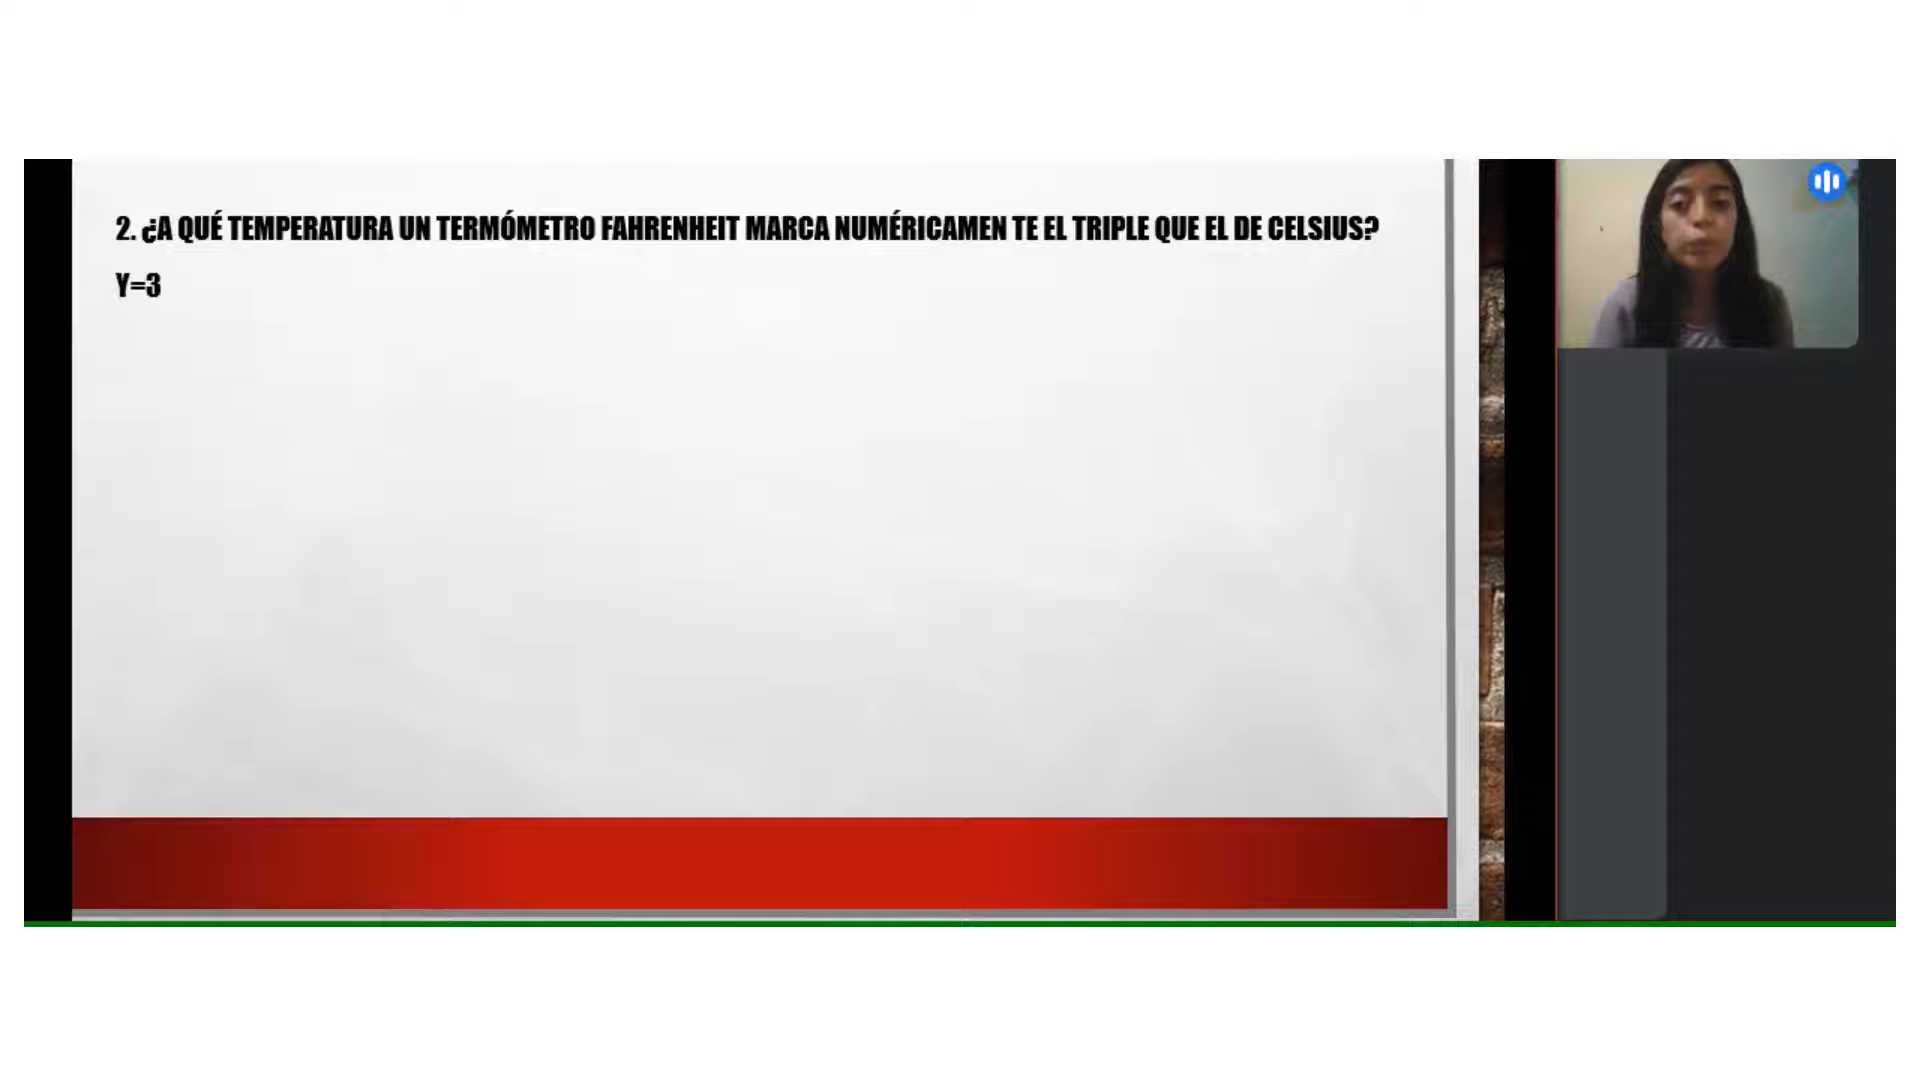 2. ¿A QUÉ TEMPERATURA UN TERMÓMETRO FAHRENHEIT MARCA NUMÉRICAMEN TE EL TRIPLE QUE EL DE CELSIUS?
Y=3